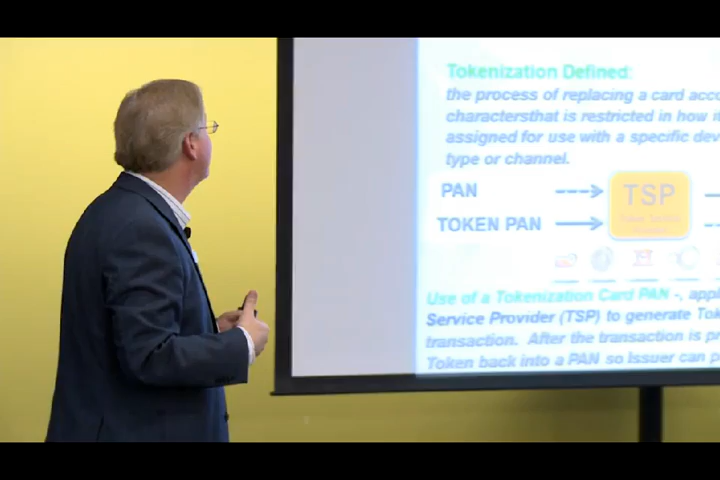 Tokenization Defined:
the process of replacing a card acco
charactersthat is restricted in how it
assigned for use with a specific dev
type or channel.
PAN
TSP
TOKEN PAN
Use of a Tokenization Card PAN -, appl
Service Provider (TSP) to generate Tok
transaction. After the transaction is pr
Token back into a PAN so Issuer can p